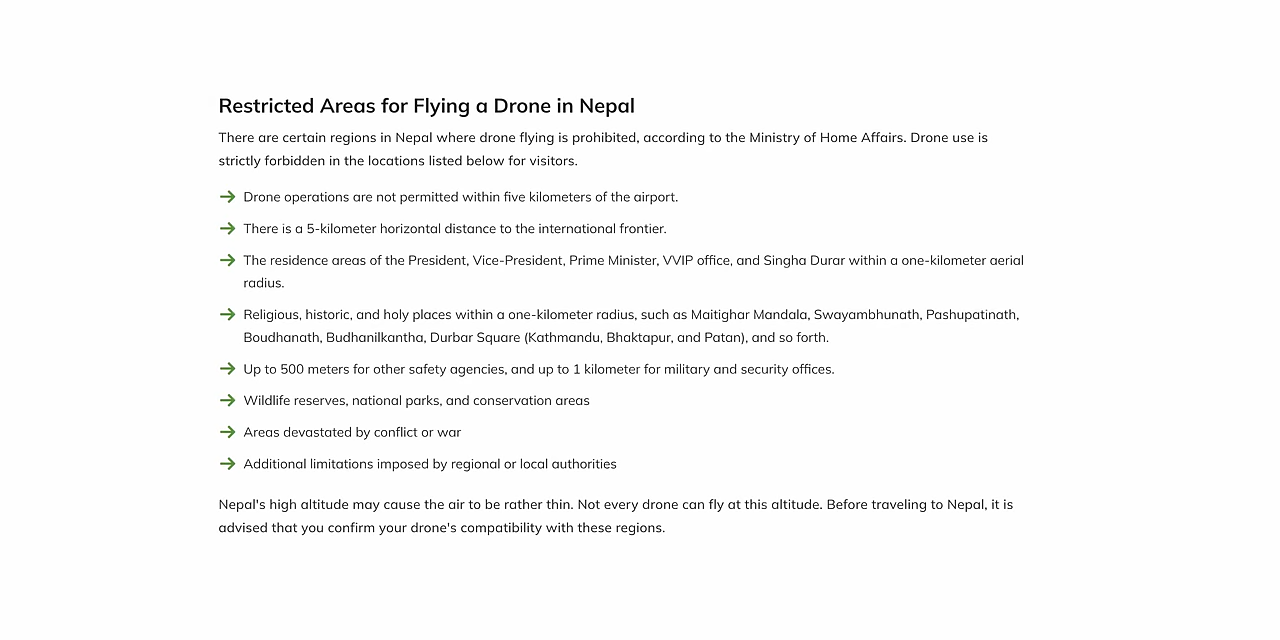 Restricted Areas for Flying a Drone in Nepal
There are certain regions in Nepal where drone flying is prohibited, according to the Ministry of Home Affairs. Drone use is
strictly forbidden in the locations listed below for visitors.
→ Drone operations are not permitted within five kilometers of the airport.
→ There is a 5-kilometer horizontal distance to the international frontier.
→ The residence areas of the President, Vice-President, Prime Minister, VVIP office, and Singha Durar within a one-kilometer aerial
radius.
→ Religious, historic, and holy places within a one-kilometer radius, such as Maitighar Mandala, Swayambhunath, Pashupatinath,
Boudhanath, Budhanilkantha, Durbar Square (Kathmandu, Bhaktapur, and Patan), and so forth.
→ Up to 500 meters for other safety agencies, and up to 1 kilometer for military and security offices.
→ Wildlife reserves, national parks, and conservation areas
→ Areas devastated by conflict or war
→ Additional limitations imposed by regional or local authorities
Nepal's high altitude may cause the air to be rather thin. Not every drone can fly at this altitude. Before traveling to Nepal, it is
advised that you confirm your drone's compatibility with these regions.